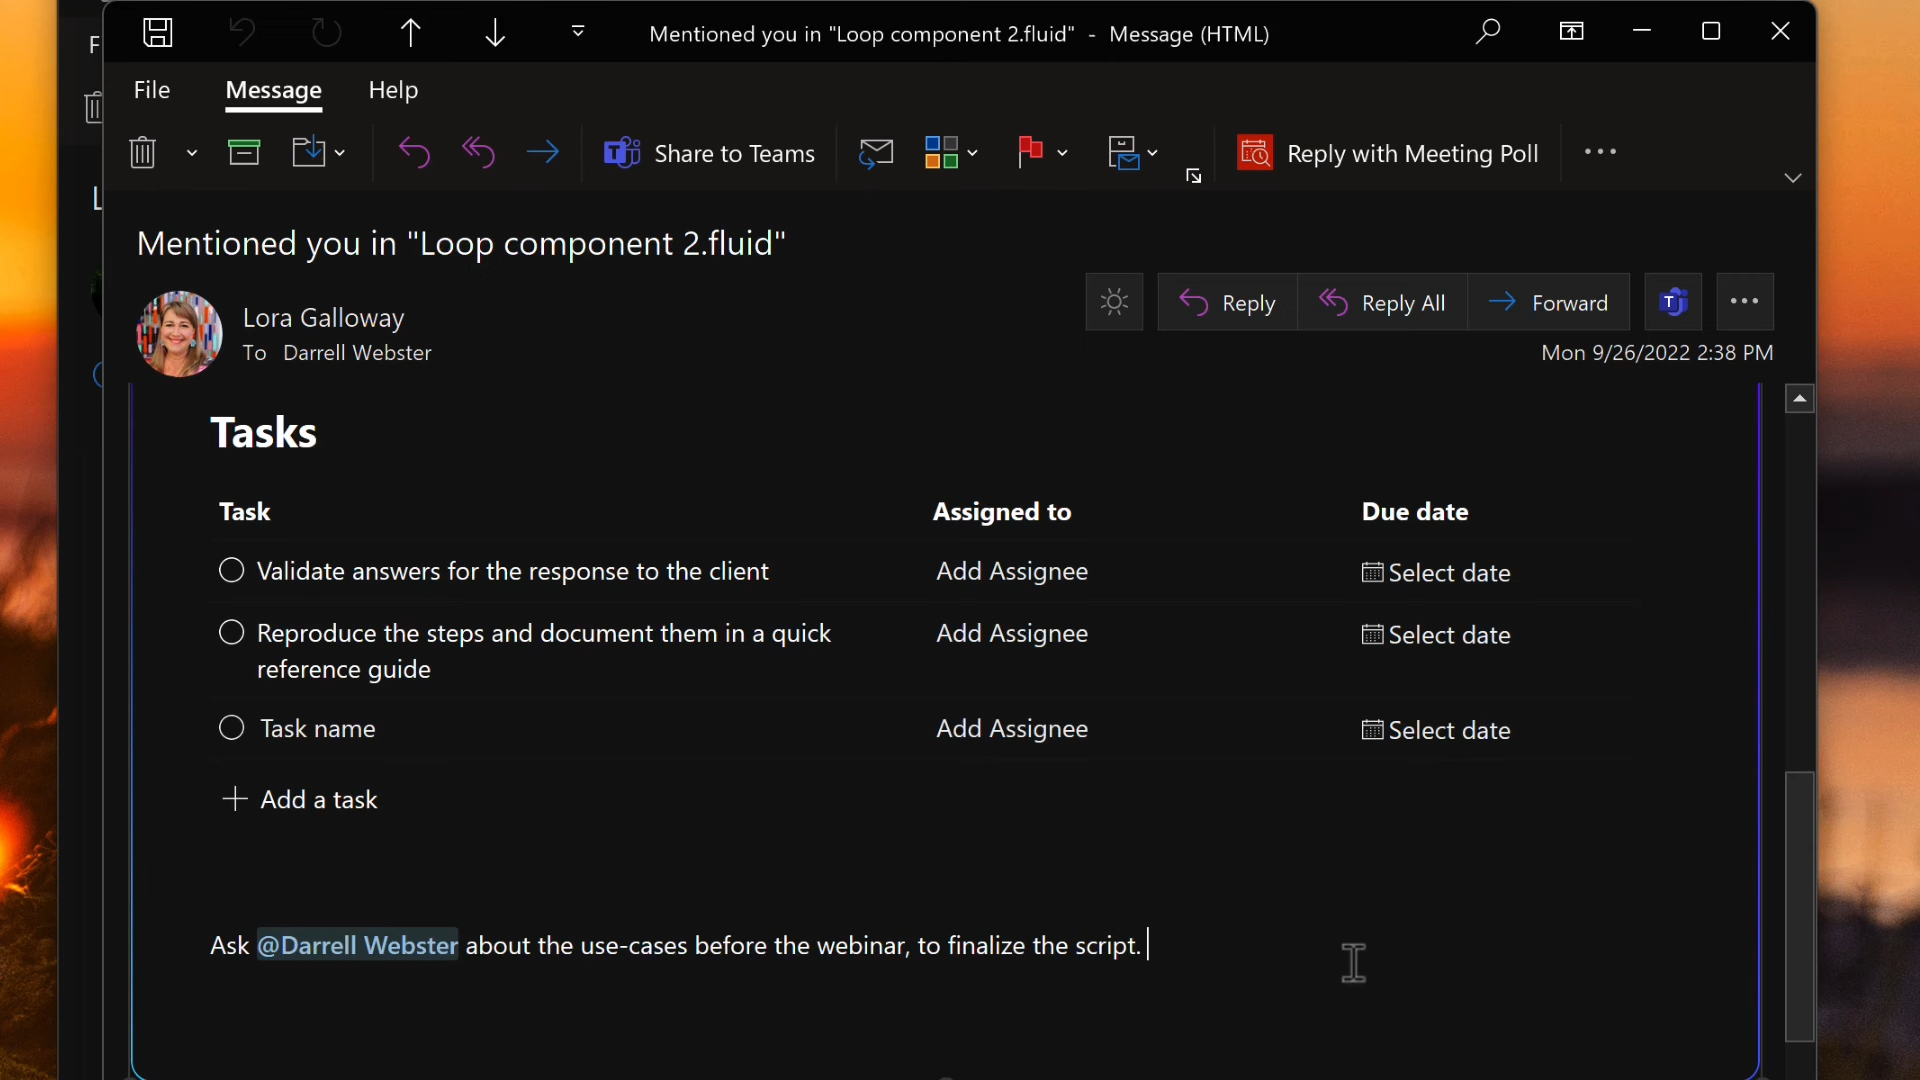 Mentioned you in "Loop component 2.fluid" - Message (HTML)
F
File Message Help
Share to Teams
Reply with Meeting Poll
L
Mentioned you in "Loop component 2.fluid"
Lora Galloway
To Darrell Webster
Reply Reply All Forward
Mon 9/26/2022 2:38 PM
Tasks
Task Assigned to Due date
Validate answers for the response to the client Add Assignee Select date
Reproduce the steps and document them in a quick Add Assignee Select date
reference guide
Task name Add Assignee Select date
Add a task
Ask @Darrell Webster about the use-cases before the webinar, to finalize the script.